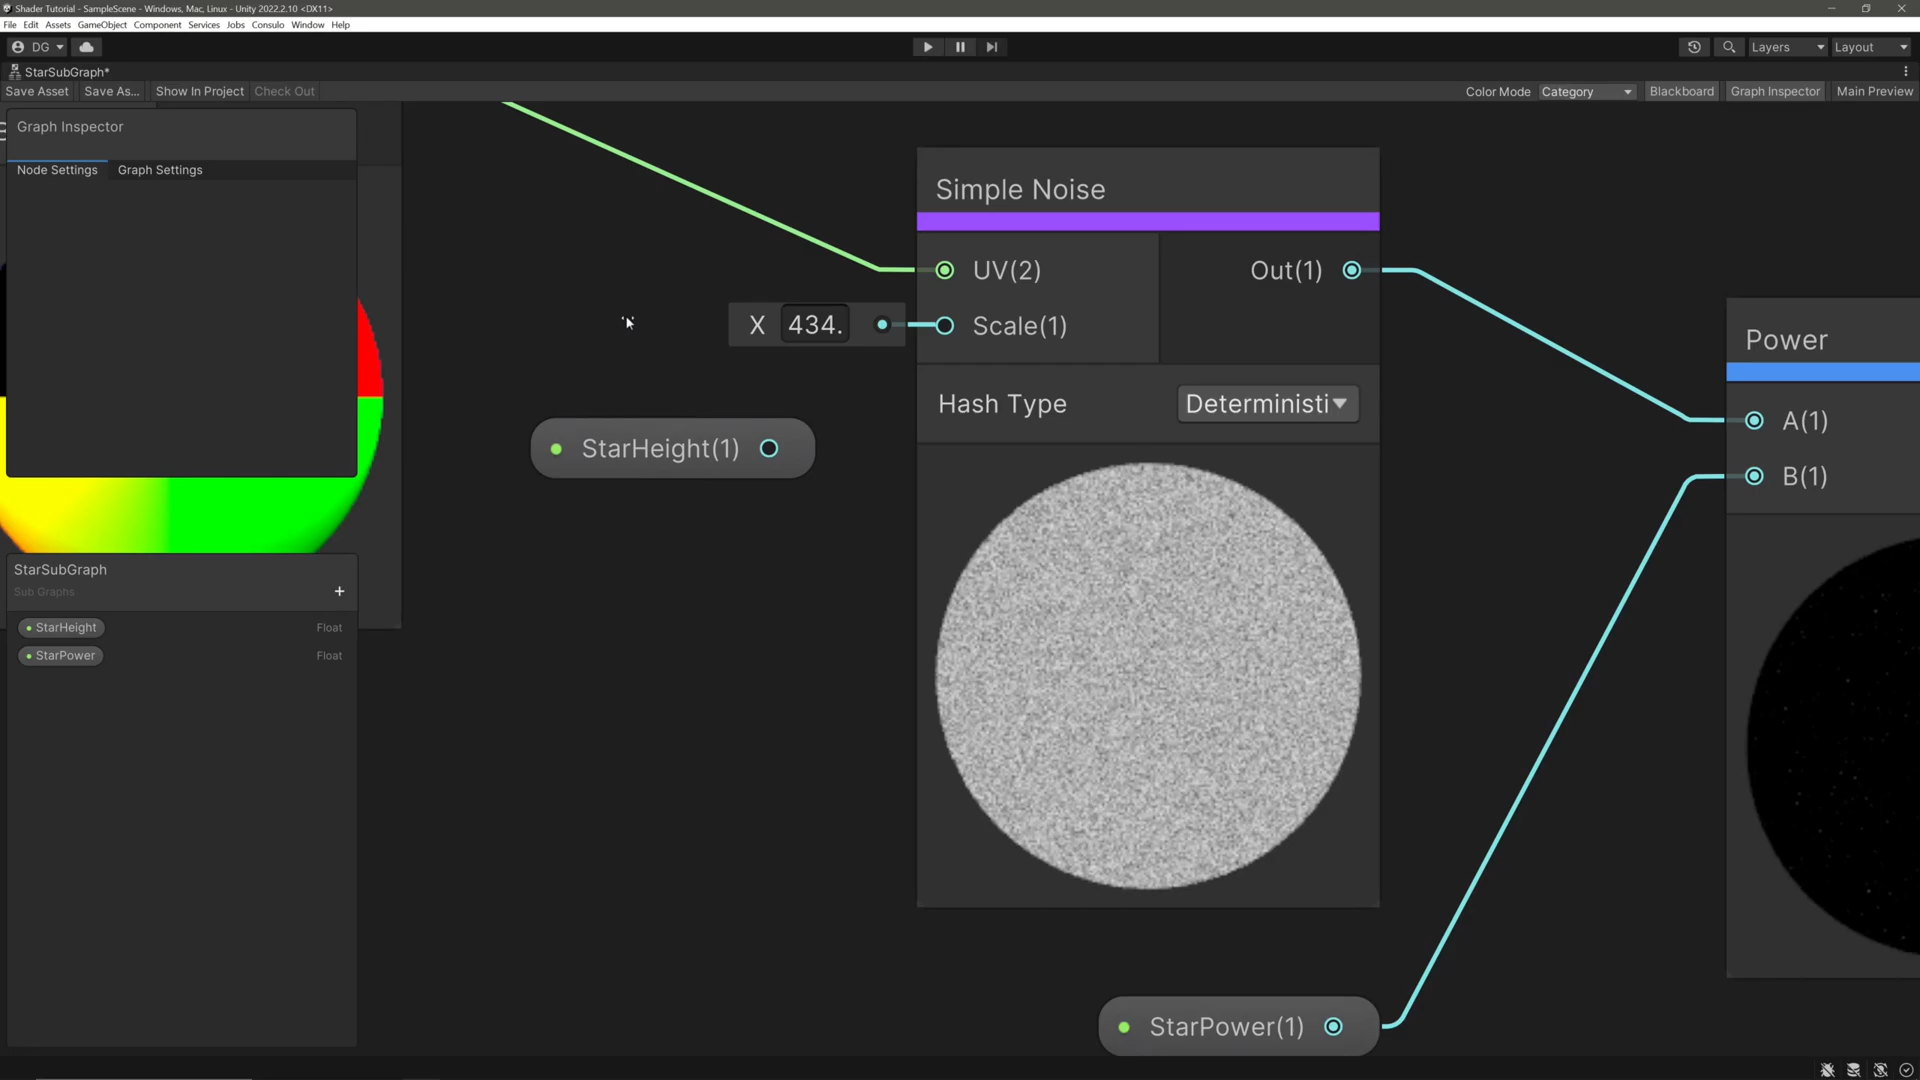 Shader Tutorial - SampleScene - Windows, Mac, Linux - Unity 2022.2.10 <DX11>
File Edit Assets GameObject Component Services Jobs Consulo Window Help
DG Layers Layout
StarSubGraph*
Save Asset Save As... Show In Project Check Out Color Mode Category Blackboard Graph Inspector Main Preview
Graph Inspector
Node Settings Graph Settings
Simple Noise
UV(2) Out(1)
X 434. Scale(1)
Power
Hash Type Deterministi
A(1)
StarHeight(1)
B(1)
StarSubGraph
Sub Graphs +
StarHeight Float
StarPower Float
StarPower(1)